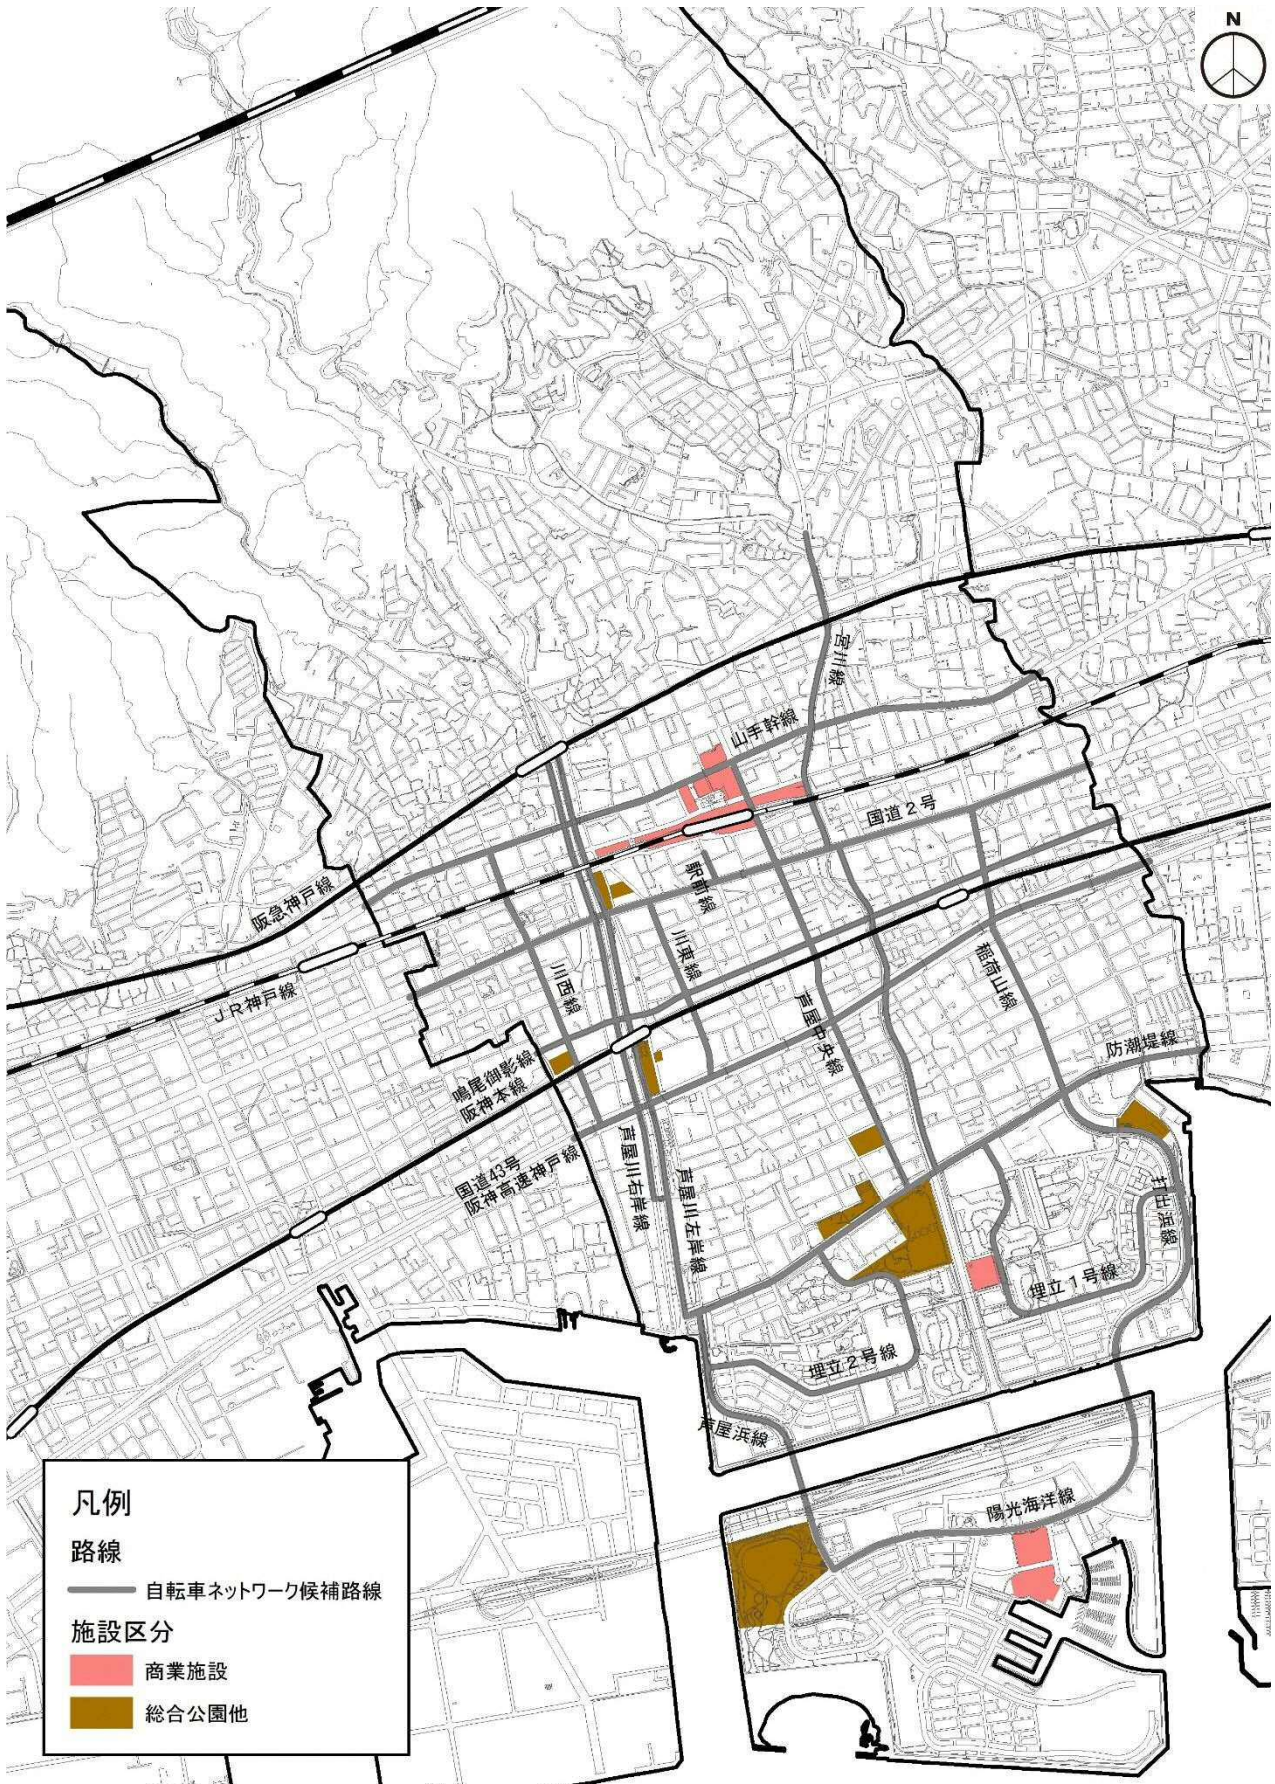 N
宮川線
山手幹線
国道2号
駅前線
阪急神戸線
JR神戸線
川西線
川東線
芦屋中央線
稲荷山線
防潮堤線
鳴尾御影線
阪神本線
国道43号
阪神高速神戸線
芦屋川右岸線
芦屋川左岸線
打出浜線
埋立1号線
埋立2号線
芦屋浜線
陽光海洋線
凡例
路線
自転車ネットワーク候補路線
施設区分
商業施設
総合公園他